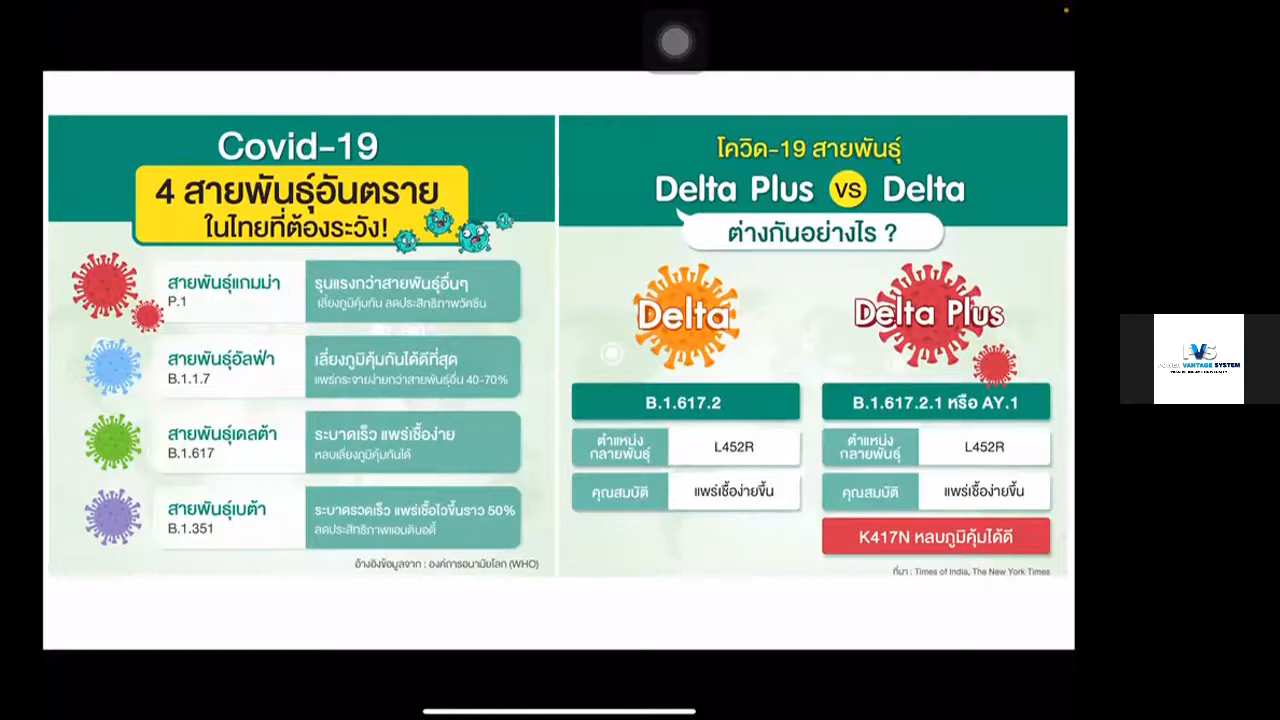 Covid-19
4 สายพันธุ์อันตราย
ในไทยที่ต้องระวัง!
สายพันธุ์แกมม่า
P.1
รุนแรงกว่าสายพันธุ์อื่นๆ
เลี่ยงภูมิคุ้มกัน ลดประสิทธิภาพวัคซีน
สายพันธุ์อัลฟ่า
B.1.1.7
เลี่ยงภูมิคุ้มกันได้ดีที่สุด
แพร่กระจายง่ายกว่าสายพันธุ์อื่น 40-70%
สายพันธุ์เดลต้า
B.1.617
ระบาดเร็ว แพร่เชื้อง่าย
หลบเลี่ยงภูมิคุ้มกันได้
สายพันธุ์เบต้า
B.1.351
ระบาดรวดเร็ว แพร่เชื้อไวขึ้นราว 50%
ลดประสิทธิภาพแอนติบอดี้
อ้างอิงข้อมูลจาก : องค์การอนามัยโลก (WHO)
โควิด-19 สายพันธุ์
Delta Plus VS Delta
ต่างกันอย่างไร ?
Delta
B.1.617.2
ตำแหน่ง
กลายพันธุ์
L452R
คุณสมบัติ
แพร่เชื้อง่ายขึ้น
Delta Plus
B.1.617.2.1 หรือ AY.1
ตำแหน่ง
กลายพันธุ์
L452R
คุณสมบัติ
แพร่เชื้อง่ายขึ้น
K417N หลบภูมิคุ้มได้ดี
ที่มา : Times of India, The New York Times
PVS
POWER VANTAGE SYSTEM